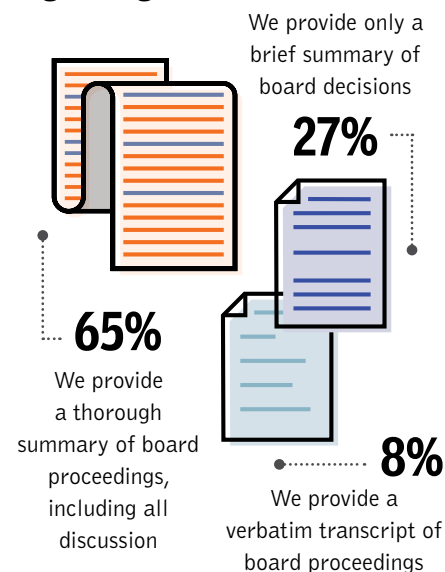 We provide only a
brief summary of
board decisions
27%
65%
We provide
a thorough
summary of board
proceedings,
including all
discussion
8%
We provide a
verbatim transcript of
board proceedings